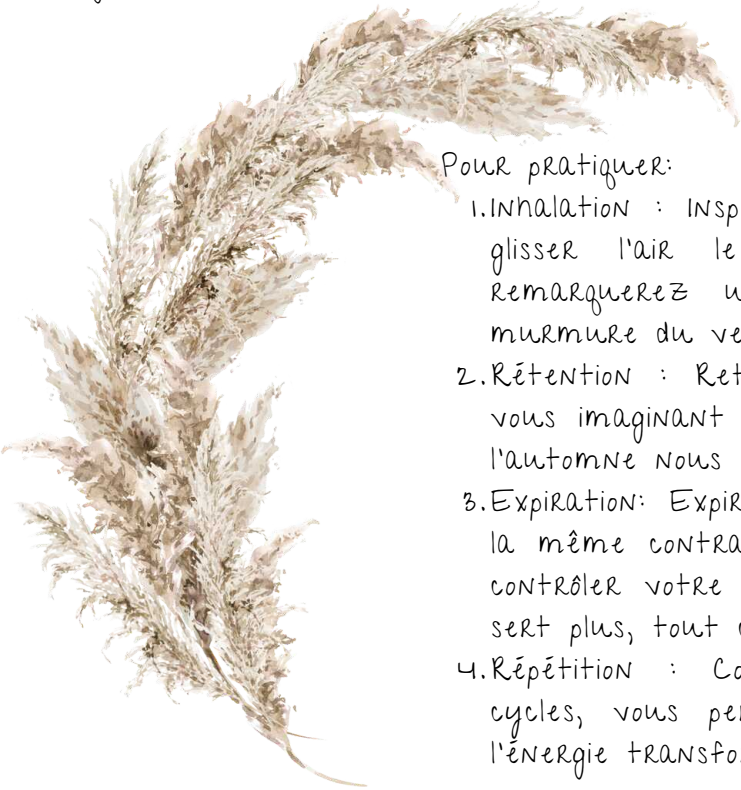 Pour pratiquer:
1.Inhalation : Insp
glisser l'air le
remarquerez u
murmure du ve
2.Rétention : Ret
vous imaginant
l'automne nous
3.Expiration: Expir
la même contra
contrôler votre
sert plus, tout
4.Répétition : Co
cycles, vous per
l'énergie transfo